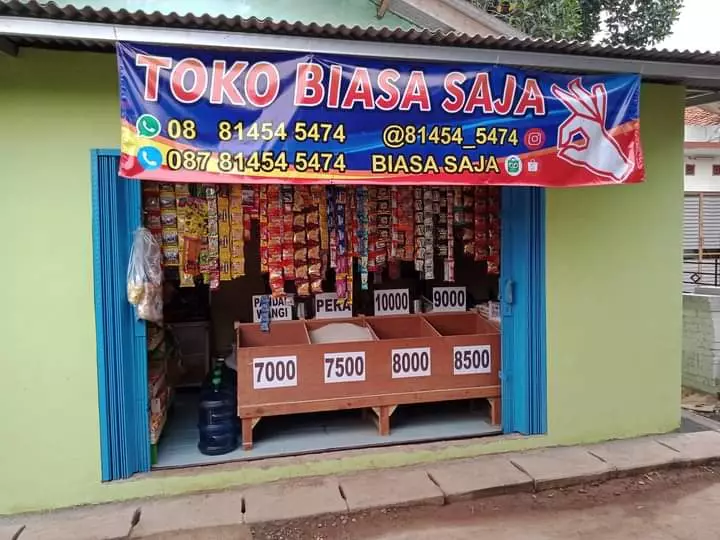 TOKO BIASA SAJA
08 81454 5474 @81454_5474
087 81454 5474 BIASA SAJA
PANDAN WANGI
PERA
10000
9000
7000
7500
8000
8500